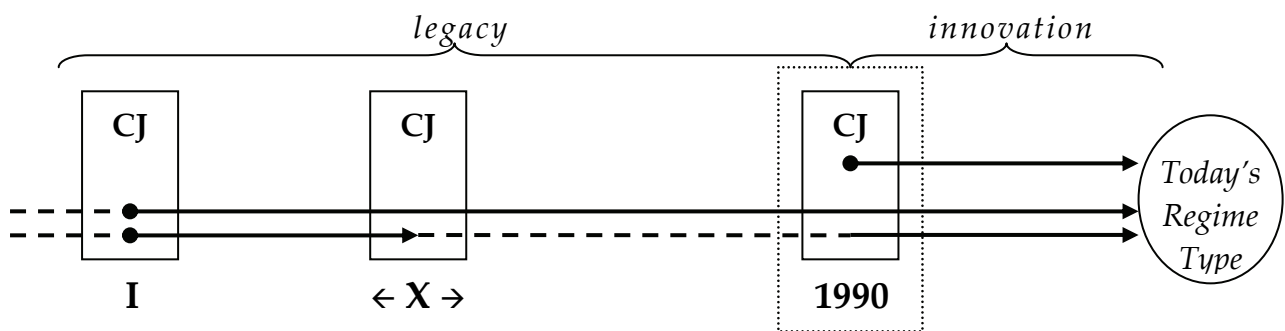 legacy
innovation
CJ
CJ
CJ
Today's
Regime
Type
I
← X →
1990